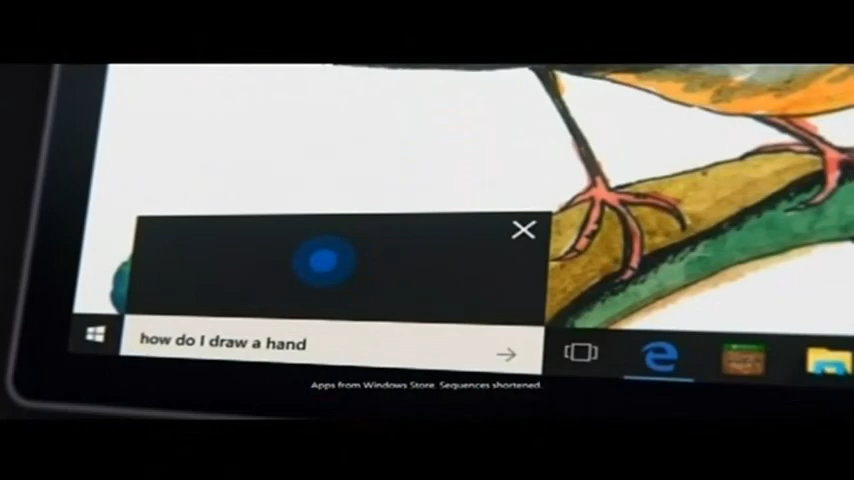 how do I draw a hand
Apps from Windows Store. Sequences shortened.